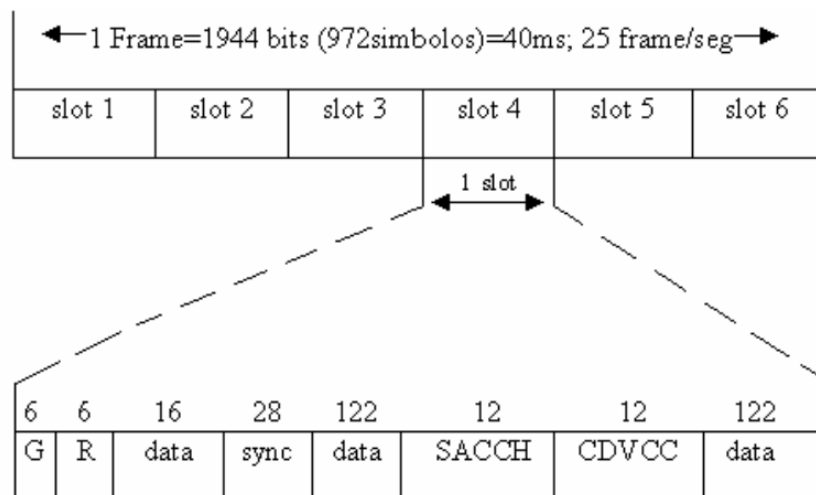 1 Frame=1944 bits (972simbolos)=40ms; 25 frame/seg
slot 1 slot 2 slot 3 slot 4 slot 5 slot 6
1 slot
6 6 16 28 122 12 12 122
G R data sync data SACCH CDVCC data